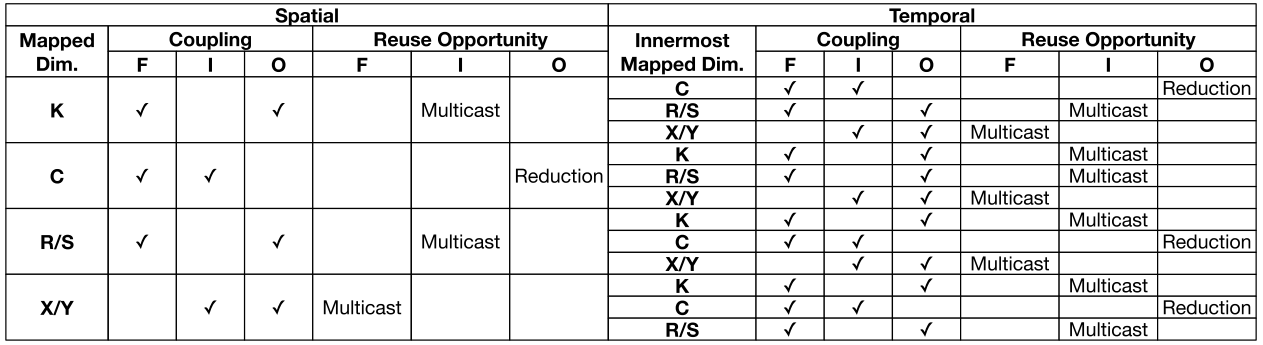 Spatial Temporal
Mapped Dim. Coupling Reuse Opportunity Innermost Mapped Dim. Coupling Reuse Opportunity
F I O F I O F I O F I O
K ✓ ✓ Multicast C ✓ ✓ Reduction
R/S ✓ ✓ Multicast
X/Y ✓ ✓ Multicast
C ✓ ✓ Reduction K ✓ ✓ Multicast
R/S ✓ ✓ Multicast
X/Y ✓ ✓ Multicast
R/S ✓ ✓ Multicast K ✓ ✓ Multicast
C ✓ ✓ Reduction
X/Y ✓ ✓ Multicast
X/Y ✓ ✓ Multicast K ✓ ✓ Multicast
C ✓ ✓ Reduction
R/S ✓ ✓ Multicast